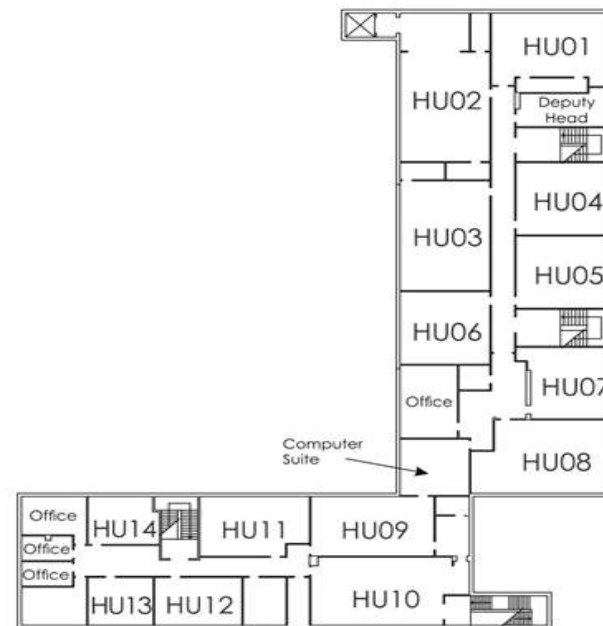 HU01
HU02
Deputy
Head
HU04
HU03
HU05
HU06
HU07
Office
Computer
Suite
HU08
Office
HU14
HU11
HU09
Office
Office
HU13
HU12
HU10